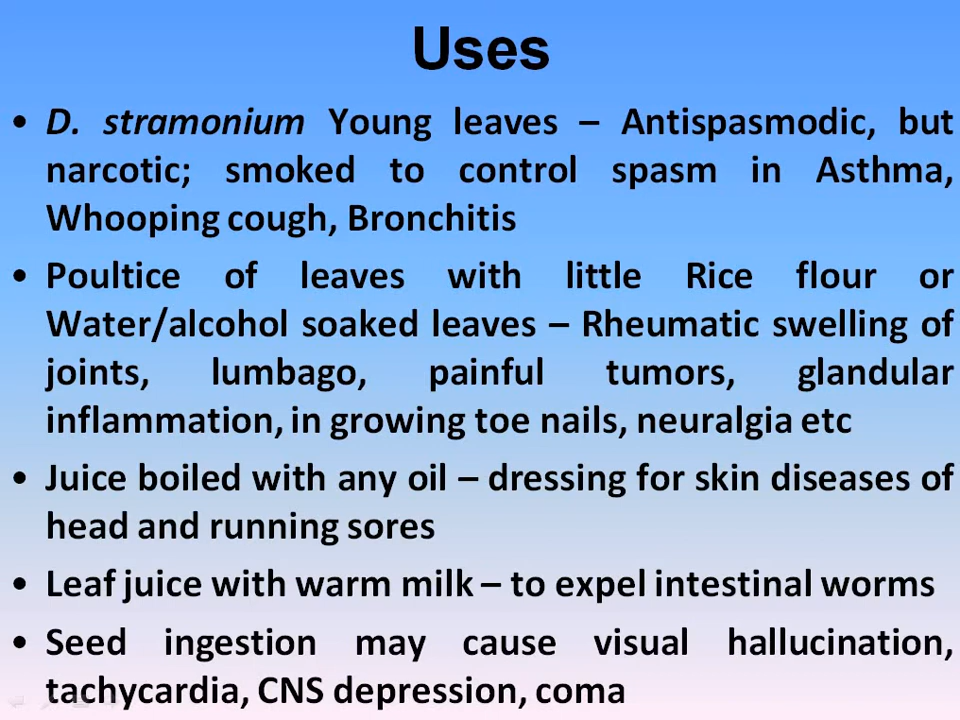 Uses
• D. stramonium Young leaves – Antispasmodic, but
narcotic; smoked to control spasm in Asthma,
Whooping cough, Bronchitis
• Poultice of leaves with little Rice flour or
Water/alcohol soaked leaves – Rheumatic swelling of
joints, lumbago, painful tumors, glandular
inflammation, in growing toe nails, neuralgia etc
• Juice boiled with any oil – dressing for skin diseases of
head and running sores
• Leaf juice with warm milk – to expel intestinal worms
• Seed ingestion may cause visual hallucination,
tachycardia, CNS depression, coma